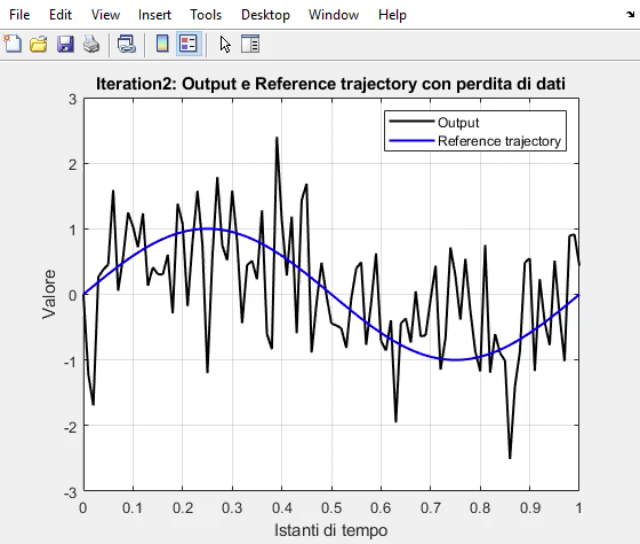 File Edit View Insert Tools Desktop Window Help
Iteration2: Output e Reference trajectory con perdita di dati
Output
Reference trajectory
Valore
3
2
1
0
-1
-2
-3
0 0.1 0.2 0.3 0.4 0.5 0.6 0.7 0.8 0.9 1
Istanti di tempo